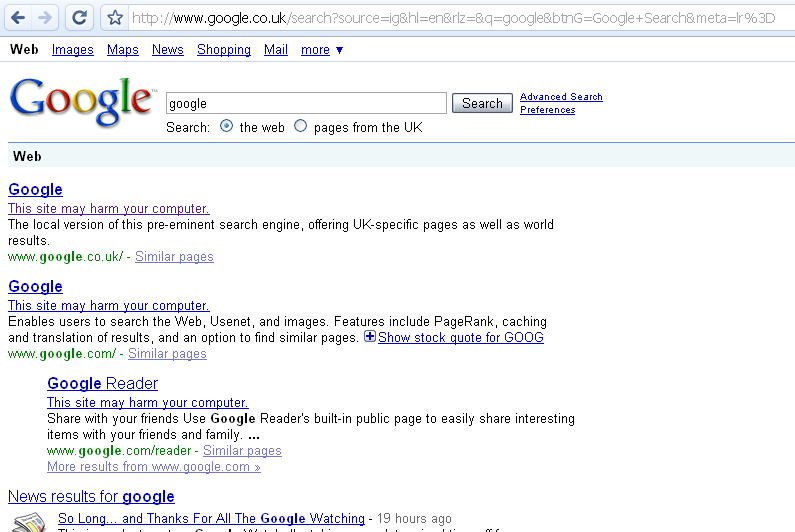 http://www.google.co.uk/search?source=ig&hl=en&rlz=&q=google&btnG=Google+Search&meta=lr%3D
Web Images Maps News Shopping Mail more ▼
Google™ google Search Advanced Search
Preferences
Search: the web pages from the UK
Web
Google
This site may harm your computer.
The local version of this pre-eminent search engine, offering UK-specific pages as well as world
results.
www.google.co.uk/ - Similar pages
Google
This site may harm your computer.
Enables users to search the Web, Usenet, and images. Features include PageRank, caching
and translation of results, and an option to find similar pages. Show stock quote for GOOG
www.google.com/ - Similar pages
Google Reader
This site may harm your computer.
Share with your friends Use Google Reader's built-in public page to easily share interesting
items with your friends and family. ...
www.google.com/reader - Similar pages
More results from www.google.com »
News results for google
So Long... and Thanks For All The Google Watching - 19 hours ago